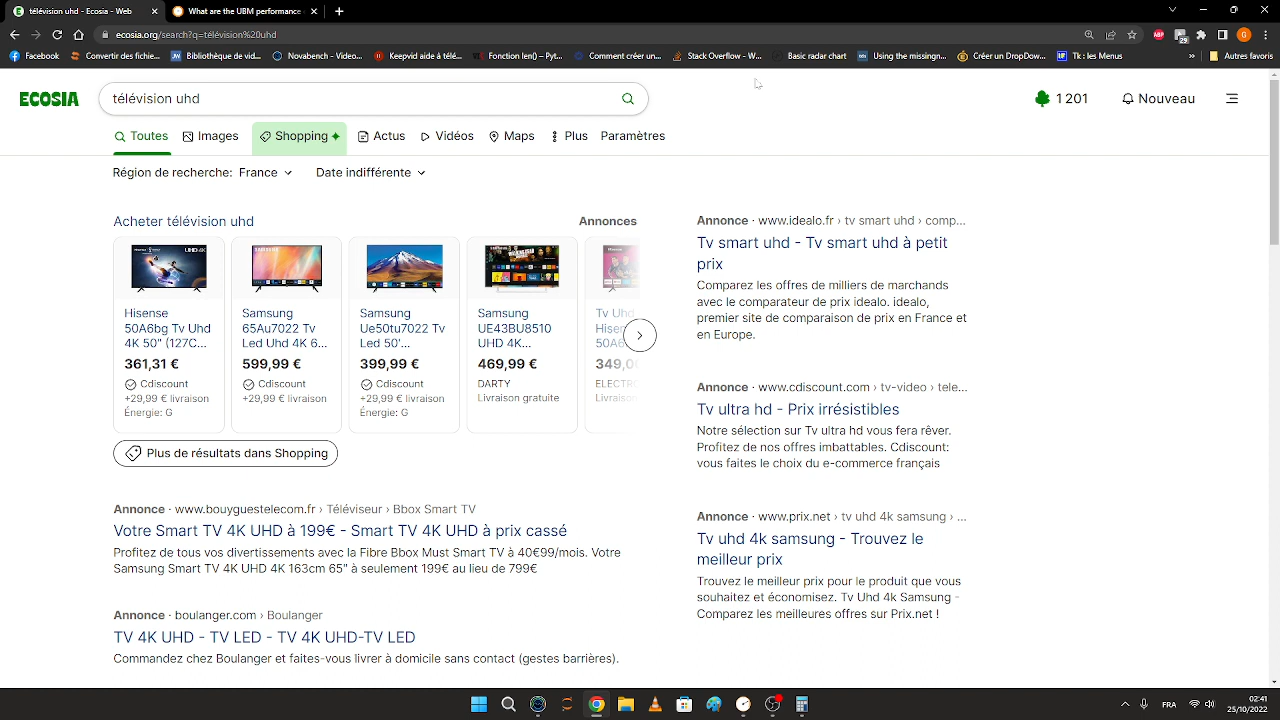 télévision uhd - Ecosia - Web
What are the UBM performance
ecosia.org/search?q=télévision%20uhd
Facebook
Convertir des fichie...
Bibliothèque de vid...
Novabench - Video...
Keepvid aide à télé...
Fonction len() – Pyt...
Comment créer un...
Stack Overflow - W...
Basic radar chart
Using the missingn...
Créer un DropDow...
Tk : les Menus
»
Autres favoris
ECOSIA
télévision uhd
1 201
Nouveau
Toutes
Images
Shopping
Actus
Vidéos
Maps
Plus
Paramètres
Région de recherche: France
Date indifférente
Acheter télévision uhd
Annonces
Hisense
50A6bg Tv Uhd
4K 50" (127C...
361,31 €
Cdiscount
+29,99 € livraison
Énergie: G
Samsung
65Au7022 Tv
Led Uhd 4K 6...
599,99 €
Cdiscount
+29,99 € livraison
Samsung
Ue50tu7022 Tv
Led 50'...
399,99 €
Cdiscount
+29,99 € livraison
Énergie: G
Samsung
UE43BU8510
UHD 4K...
469,99 €
DARTY
Livraison gratuite
Tv Uhd
Hiser
50A6
349,0
ELECTR
Livraison
Plus de résultats dans Shopping
Annonce · www.bouyguestelecom.fr › Téléviseur › Bbox Smart TV
Votre Smart TV 4K UHD à 199€ - Smart TV 4K UHD à prix cassé
Profitez de tous vos divertissements avec la Fibre Bbox Must Smart TV à 40€99/mois. Votre
Samsung Smart TV 4K UHD 4K 163cm 65" à seulement 199€ au lieu de 799€
Annonce · boulanger.com › Boulanger
TV 4K UHD - TV LED - TV 4K UHD-TV LED
Commandez chez Boulanger et faites-vous livrer à domicile sans contact (gestes barrières).
Annonce · www.idealo.fr › tv smart uhd › comp...
Tv smart uhd - Tv smart uhd à petit
prix
Comparez les offres de milliers de marchands
avec le comparateur de prix idealo. idealo,
premier site de comparaison de prix en France et
en Europe.
Annonce · www.cdiscount.com › tv-video › tele...
Tv ultra hd - Prix irrésistibles
Notre sélection sur Tv ultra hd vous fera rêver.
Profitez de nos offres imbattables. Cdiscount:
vous faites le choix du e-commerce français
Annonce · www.prix.net › tv uhd 4k samsung › ...
Tv uhd 4k samsung - Trouvez le
meilleur prix
Trouvez le meilleur prix pour le produit que vous
souhaitez et économisez. Tv Uhd 4k Samsung -
Comparez les meilleures offres sur Prix.net !
FRA
02:41
25/10/2022